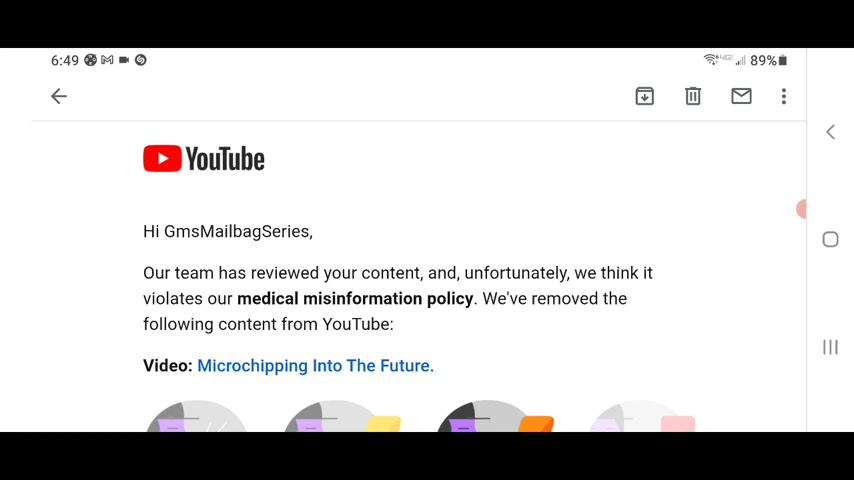 6:49 89%
YouTube
Hi GmsMailbagSeries,
Our team has reviewed your content, and, unfortunately, we think it
violates our medical misinformation policy. We've removed the
following content from YouTube:
Video: Microchipping Into The Future.